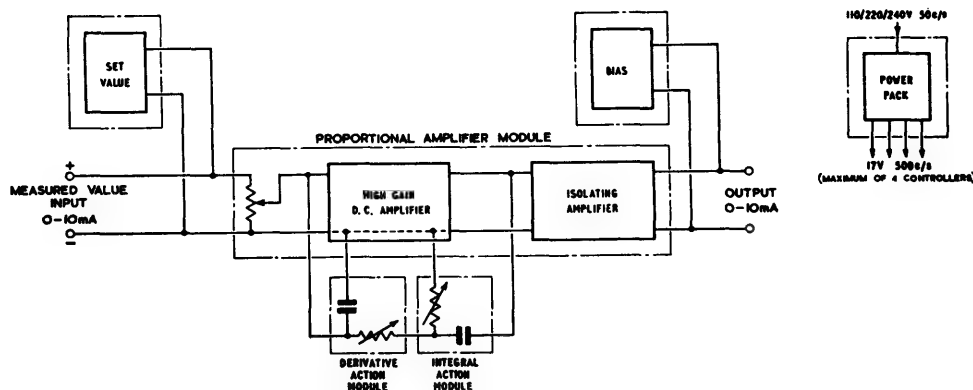 110/220/240V 50c/s
SET
VALUE
BIAS
POWER
PACK
PROPORTIONAL AMPLIFIER MODULE
17V 500c/s
(MAXIMUM OF 4 CONTROLLERS)
+
MEASURED VALUE
INPUT
0-10mA
−
HIGH GAIN
D.C. AMPLIFIER
ISOLATING
AMPLIFIER
OUTPUT
0-10mA
DERIVATIVE
ACTION
MODULE
INTEGRAL
ACTION
MODULE